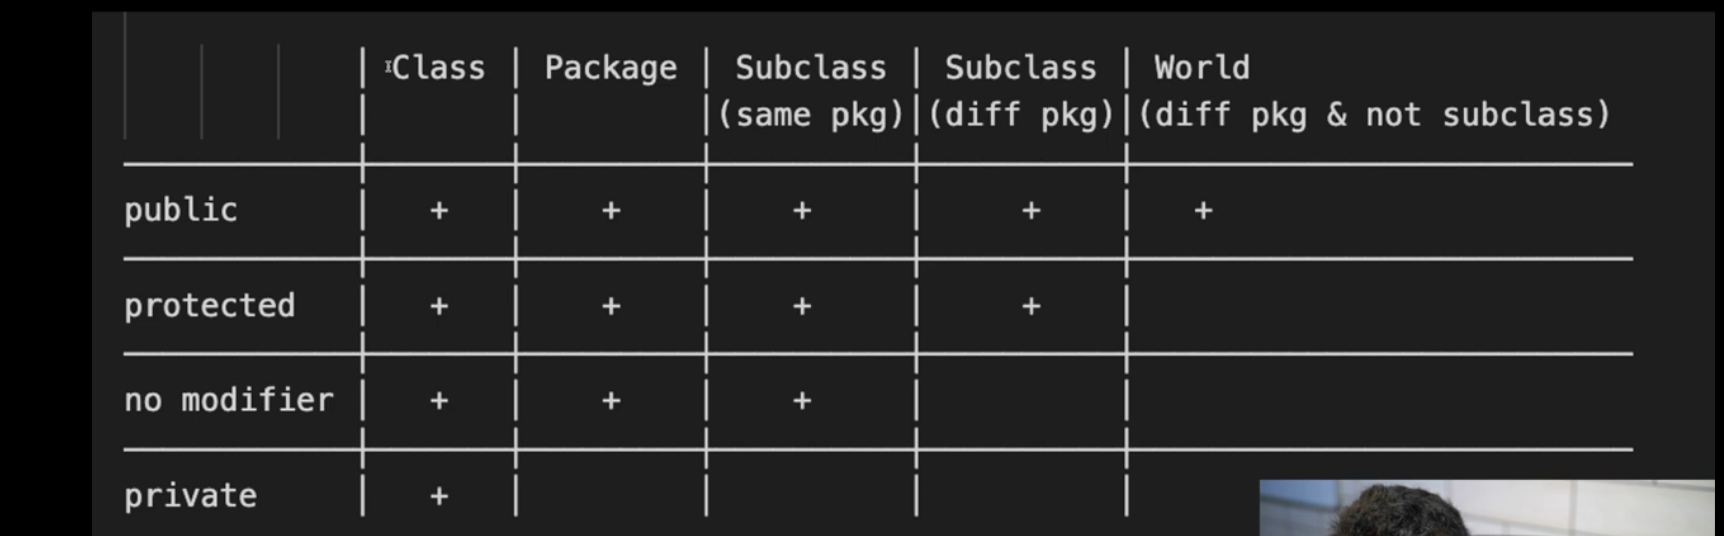 Class | Package | Subclass | Subclass | World
(same pkg) | (diff pkg) | (diff pkg & not subclass)
public | + | + | + | + | +
protected | + | + | + | + |
no modifier | + | + | + | |
private | + | | | |